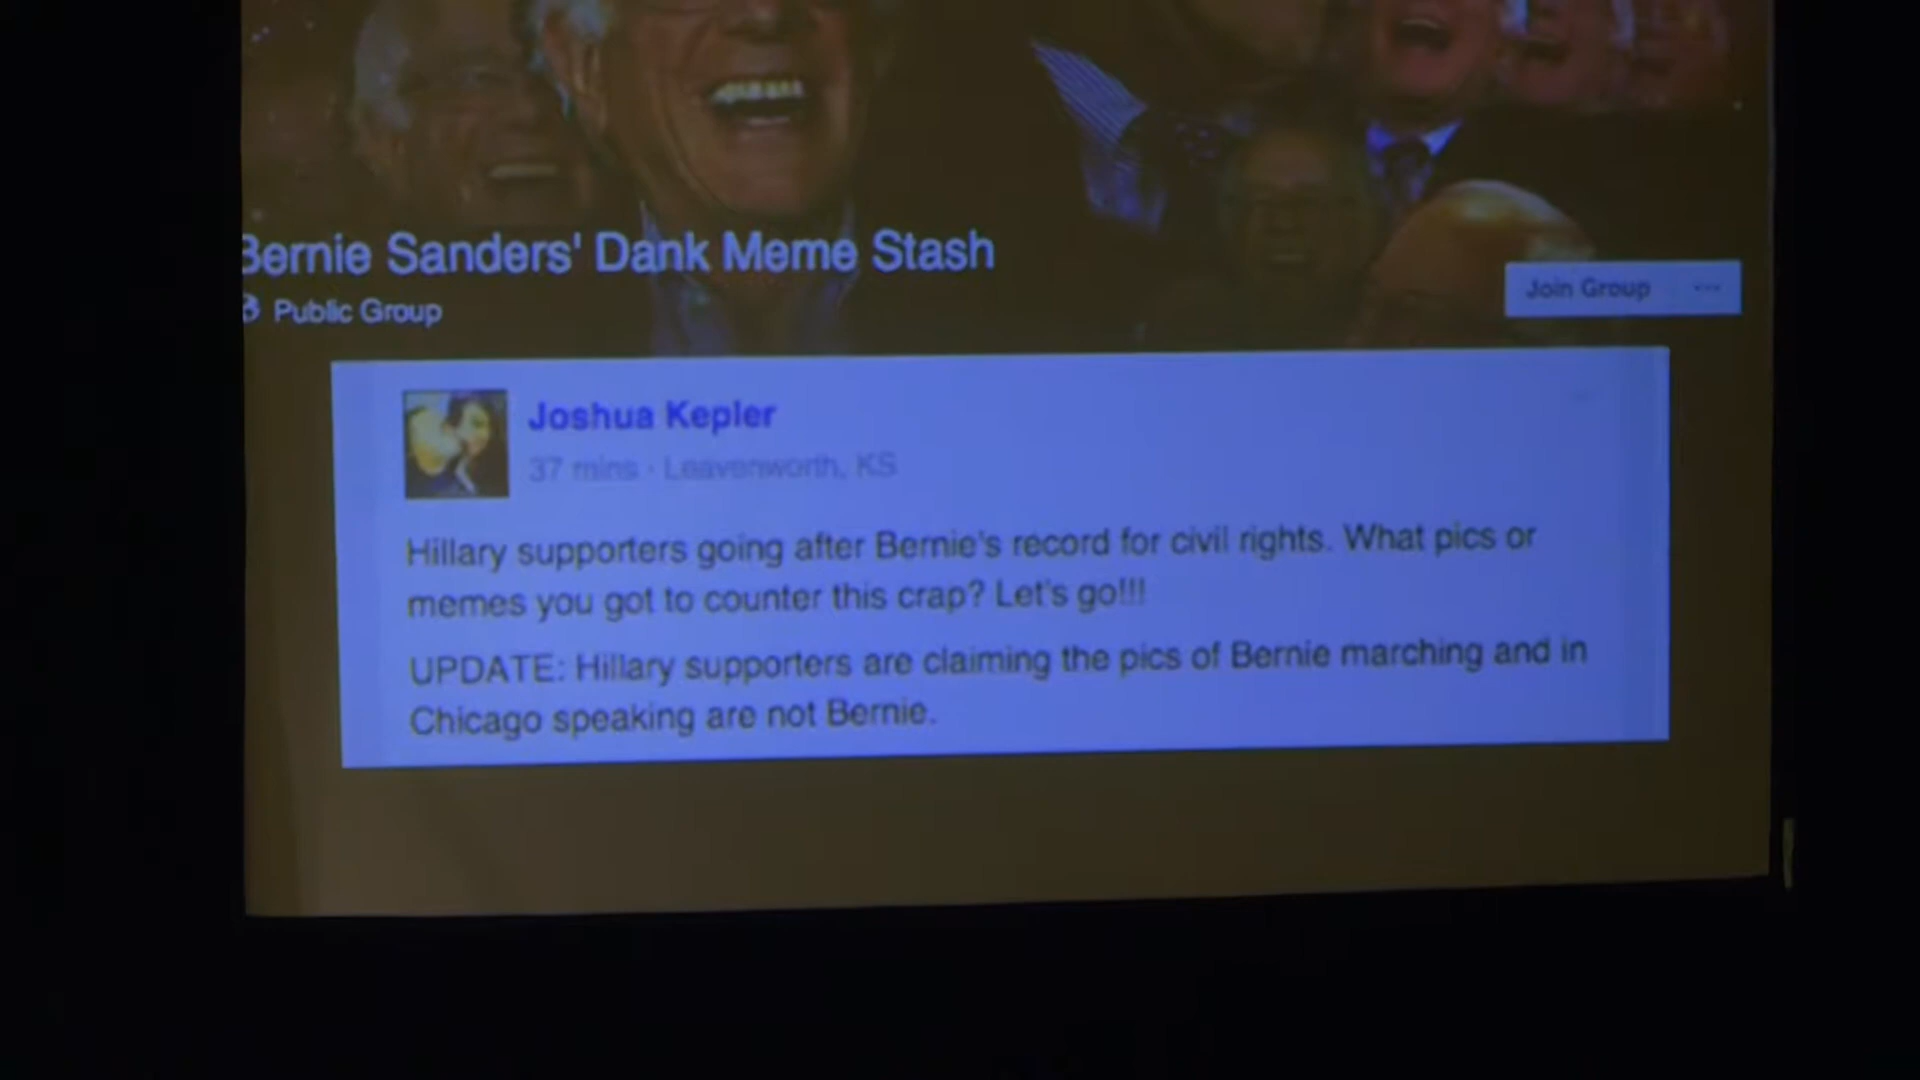 Bernie Sanders' Dank Meme Stash
Public Group
Join Group
Joshua Kepler
37 mins · Leavenworth, KS
Hillary supporters going after Bernie's record for civil rights. What pics or
memes you got to counter this crap? Let's go!!!
UPDATE: Hillary supporters are claiming the pics of Bernie marching and in
Chicago speaking are not Bernie.